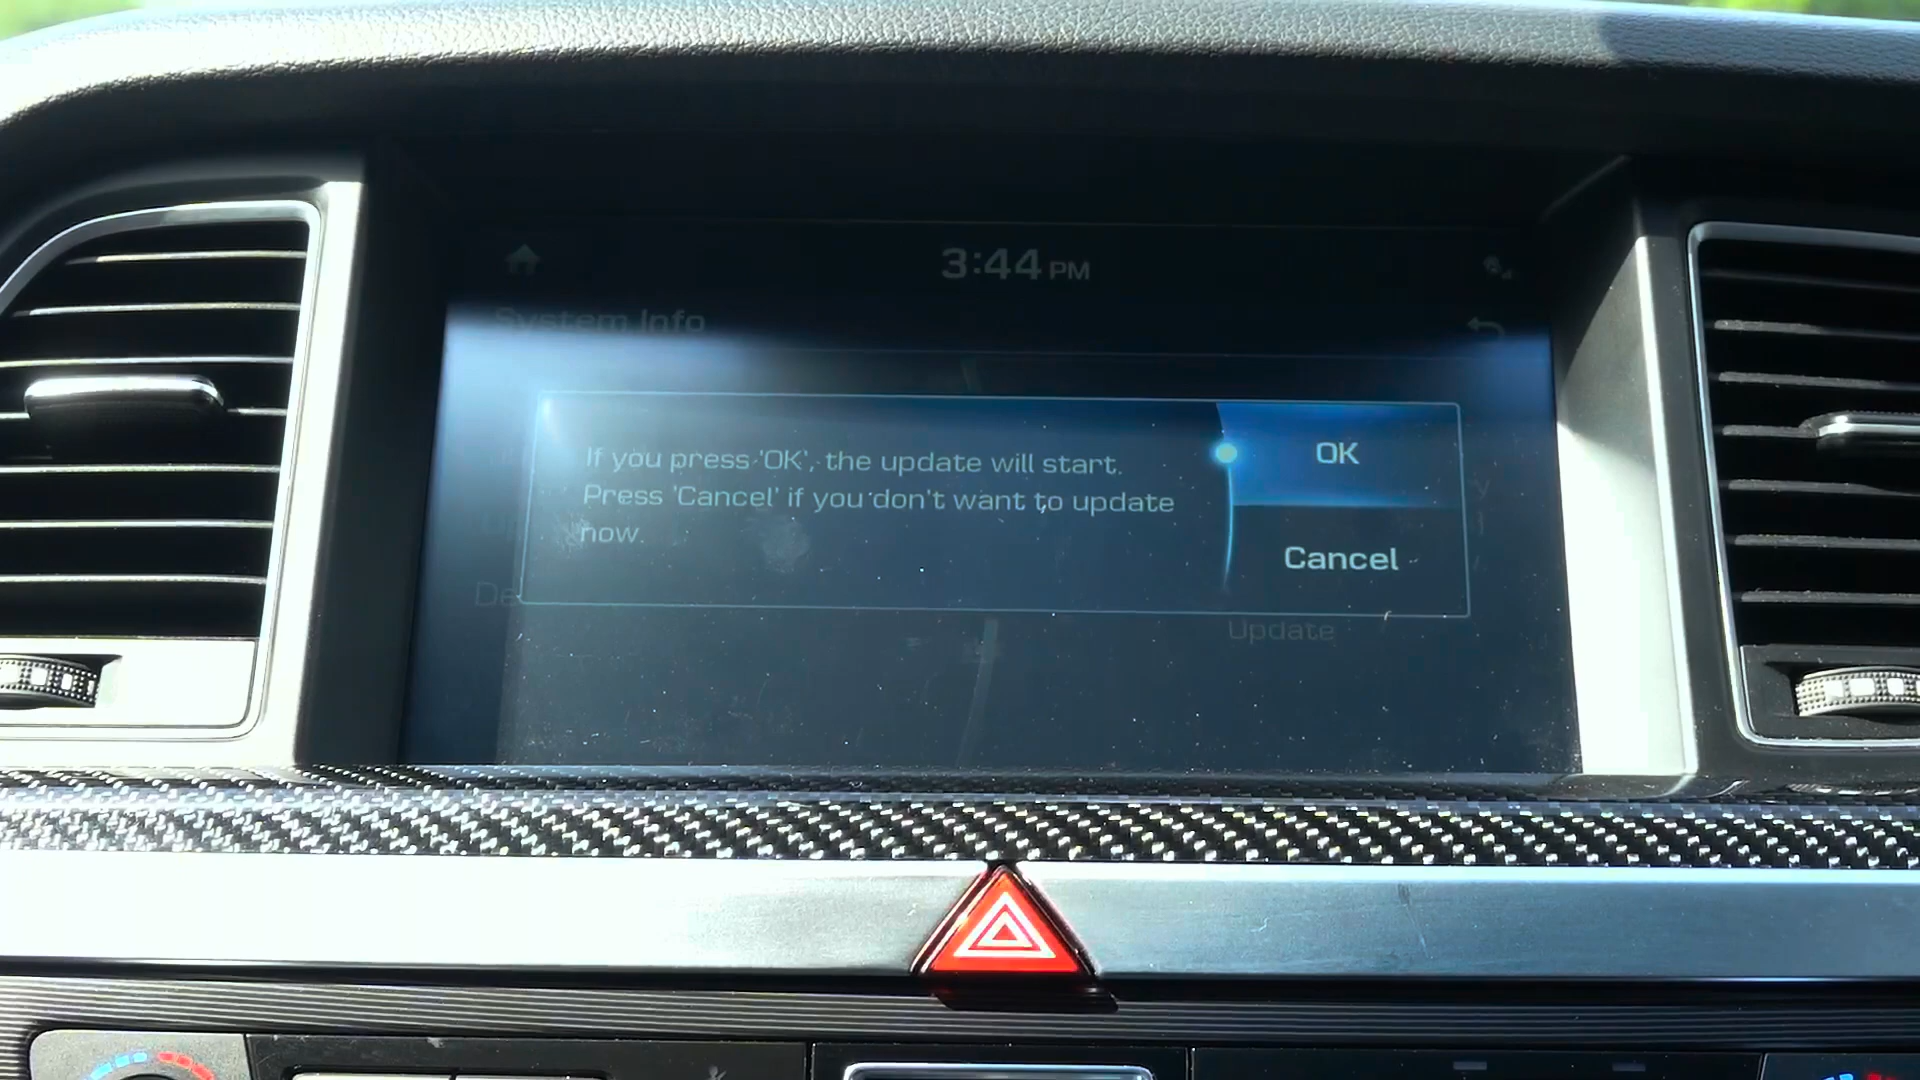 3:44 PM
System Info
If you press 'OK', the update will start.
Press 'Cancel' if you don't want to update
now.
OK
Cancel
Update